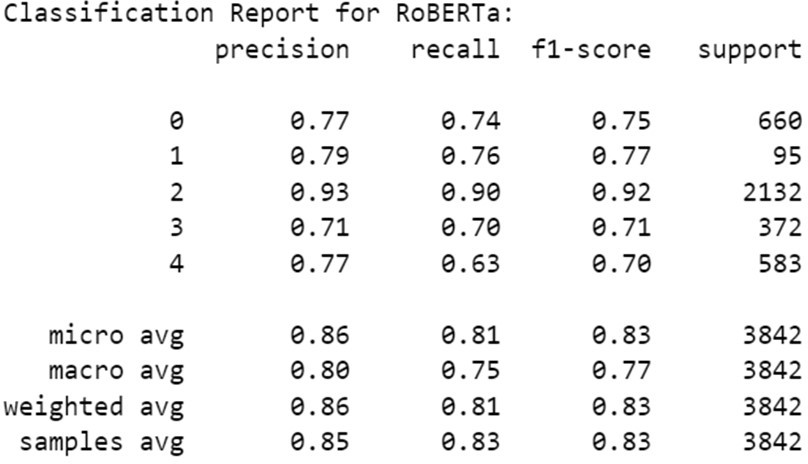 Classification Report for RoBERTa:
precision recall f1-score support
0 0.77 0.74 0.75 660
1 0.79 0.76 0.77 95
2 0.93 0.90 0.92 2132
3 0.71 0.70 0.71 372
4 0.77 0.63 0.70 583
micro avg 0.86 0.81 0.83 3842
macro avg 0.80 0.75 0.77 3842
weighted avg 0.86 0.81 0.83 3842
samples avg 0.85 0.83 0.83 3842